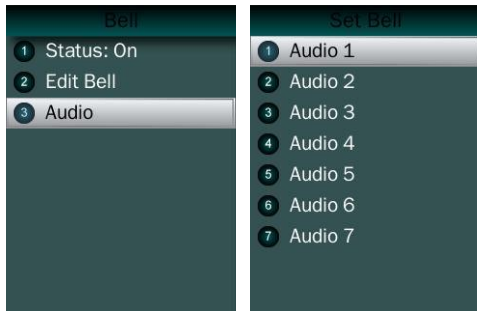 Bell
1 Status: On
2 Edit Bell
3 Audio
Set Bell
1 Audio 1
2 Audio 2
3 Audio 3
4 Audio 4
5 Audio 5
6 Audio 6
7 Audio 7